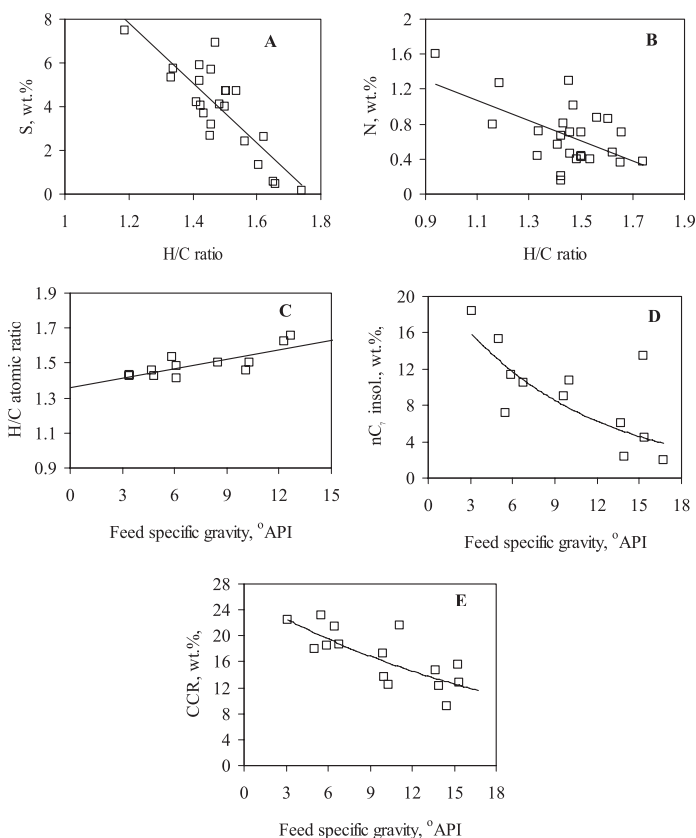 8
6
4
2
0
S, wt.%
A
1 1.2 1.4 1.6 1.8
H/C ratio
2
1.6
1.2
0.8
0.4
0
N, wt.%
B
0.9 1.1 1.3 1.5 1.7 1.9
H/C ratio
1.9
1.7
1.5
1.3
1.1
0.9
H/C atomic ratio
C
0 3 6 9 12 15
Feed specific gravity, °API
20
16
12
8
4
0
nC₇ insol., wt.%,
D
0 3 6 9 12 15 18
Feed specific gravity, °API
28
24
20
16
12
8
4
0
CCR, wt.%,
E
0 3 6 9 12 15 18
Feed specific gravity, °API